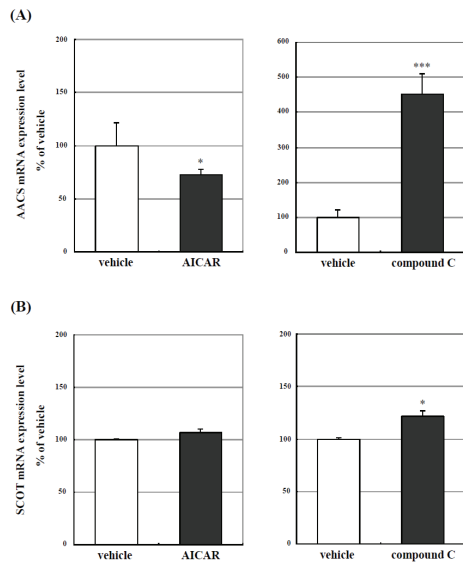 (A)
AACS mRNA expression level
% of vehicle
200
150
100
50
0
*
vehicle
AICAR
600
500
400
300
200
100
0
***
vehicle
compound C
(B)
SCOT mRNA expression level
% of vehicle
200
150
100
50
0
vehicle
AICAR
200
150
100
50
0
*
vehicle
compound C